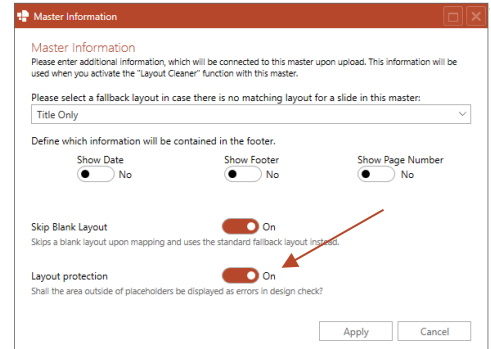 Master Information
Master Information
Please enter additional information, which will be connected to this master upon upload. This information will be
used when you activate the "Layout Cleaner" function with this master.
Please select a fallback layout in case there is no matching layout for a slide in this master:
Title Only
Define which information will be contained in the footer.
Show Date Show Footer Show Page Number
No No No
Skip Blank Layout On
Skips a blank layout upon mapping and uses the standard fallback layout instead.
Layout protection On
Shall the area outside of placeholders be displayed as errors in design check?
Apply Cancel